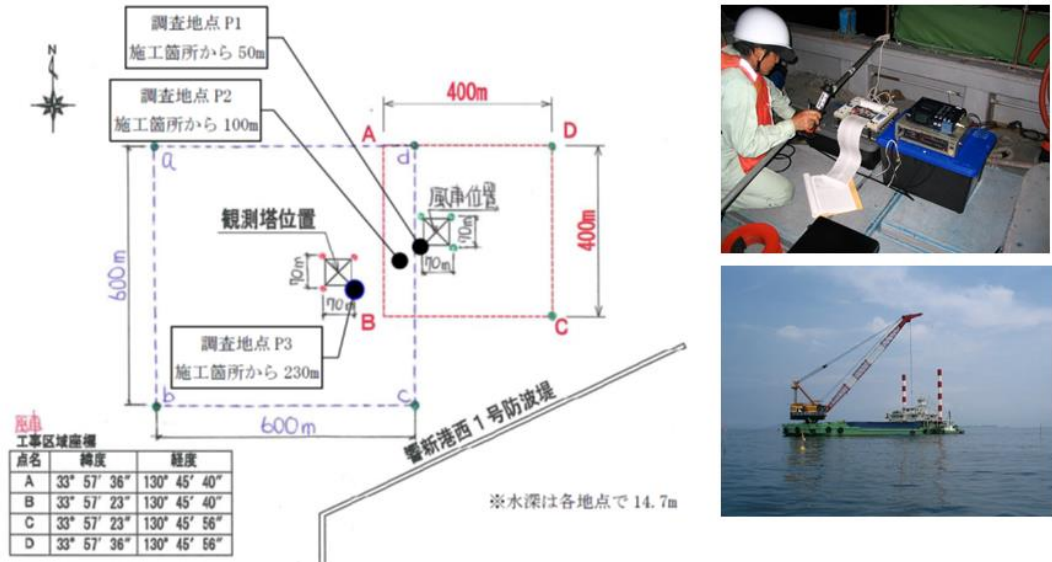 調査地点 P1
施工箇所から 50m
N
調査地点 P2
施工箇所から 100m
400m
A
D
a
d
風車位置
観測塔位置
70m
70m
600m
70m
70m
400m
B
C
調査地点 P3
施工箇所から 230m
b
c
600m
響新港西1号防波堤
風車
工事区域座標
点名 緯度 経度
A 33° 57′ 36″ 130° 45′ 40″
B 33° 57′ 23″ 130° 45′ 40″
C 33° 57′ 23″ 130° 45′ 56″
D 33° 57′ 36″ 130° 45′ 56″
※水深は各地点で 14.7m